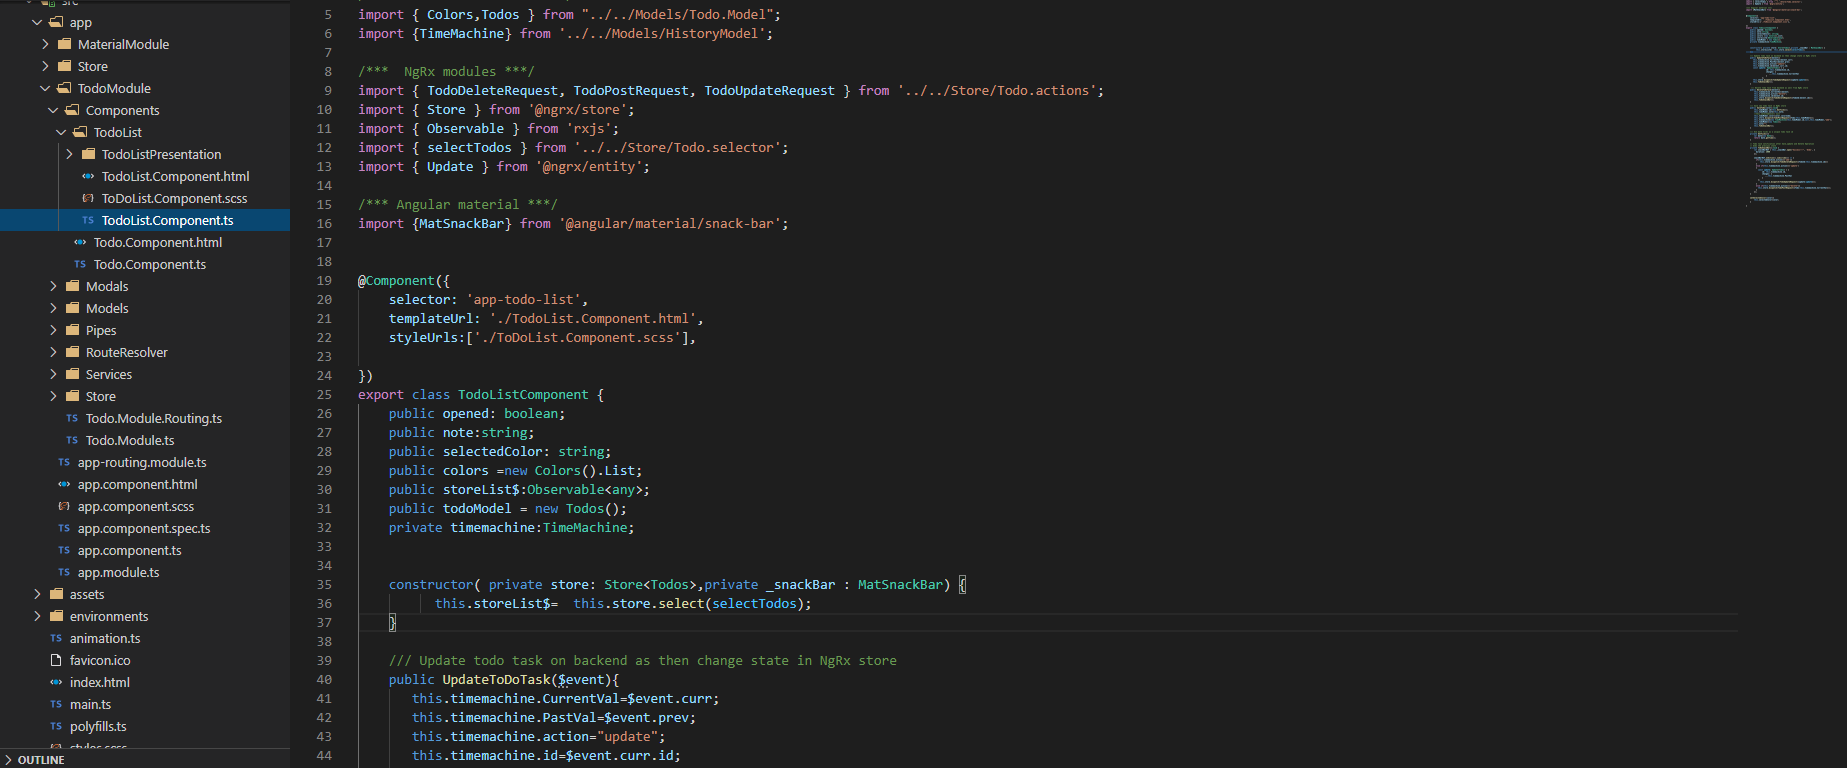 src
app
MaterialModule
Store
TodoModule
Components
TodoList
TodoListPresentation
TodoList.Component.html
ToDoList.Component.scss
TS TodoList.Component.ts
Todo.Component.html
TS Todo.Component.ts
Modals
Models
Pipes
RouteResolver
Services
Store
TS Todo.Module.Routing.ts
TS Todo.Module.ts
TS app-routing.module.ts
app.component.html
app.component.scss
TS app.component.spec.ts
TS app.component.ts
TS app.module.ts
assets
environments
TS animation.ts
favicon.ico
index.html
TS main.ts
TS polyfills.ts
styles.scss
OUTLINE
5 import { Colors,Todos } from "../../Models/Todo.Model";
6 import {TimeMachine} from '../../Models/HistoryModel';
7
8 /***  NgRx modules ***/
9 import { TodoDeleteRequest, TodoPostRequest, TodoUpdateRequest } from '../../Store/Todo.actions';
10 import { Store } from '@ngrx/store';
11 import { Observable } from 'rxjs';
12 import { selectTodos } from '../../Store/Todo.selector';
13 import { Update } from '@ngrx/entity';
14
15 /*** Angular material ***/
16 import {MatSnackBar} from '@angular/material/snack-bar';
17
18
19 @Component({
20     selector: 'app-todo-list',
21     templateUrl: './TodoList.Component.html',
22     styleUrls:['./ToDoList.Component.scss'],
23
24 })
25 export class TodoListComponent {
26     public opened: boolean;
27     public note:string;
28     public selectedColor: string;
29     public colors =new Colors().List;
30     public storeList$:Observable<any>;
31     public todoModel = new Todos();
32     private timemachine:TimeMachine;
33
34
35     constructor( private store: Store<Todos>,private _snackBar : MatSnackBar) {
36           this.storeList$=  this.store.select(selectTodos);
37     }
38
39     /// Update todo task on backend as then change state in NgRx store
40     public UpdateToDoTask($event){
41        this.timemachine.CurrentVal=$event.curr;
42        this.timemachine.PastVal=$event.prev;
43        this.timemachine.action="update";
44        this.timemachine.id=$event.curr.id;